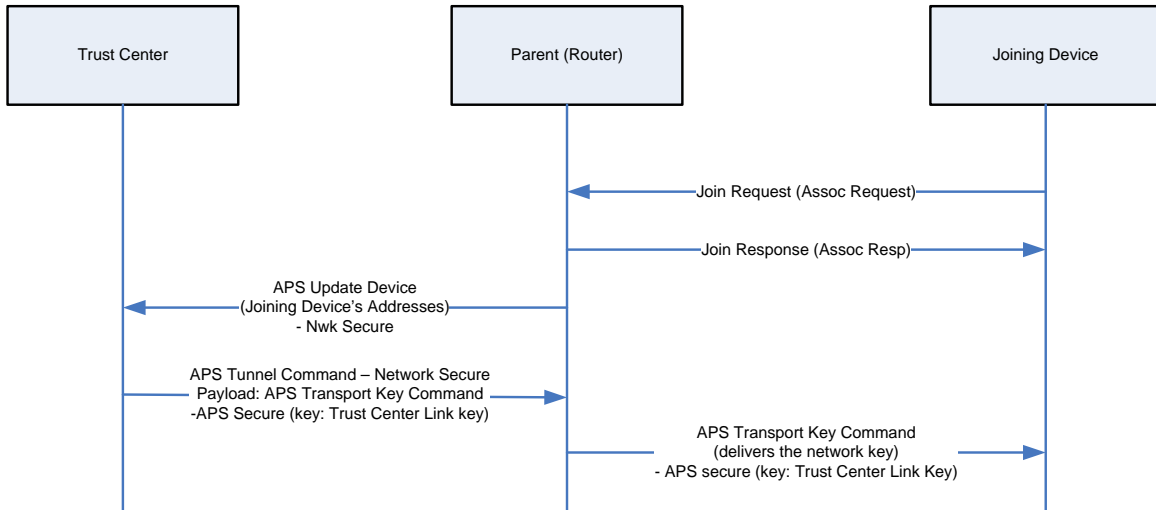 Trust Center
Parent (Router)
Joining Device
Join Request (Assoc Request)
Join Response (Assoc Resp)
APS Update Device
(Joining Device’s Addresses)
- Nwk Secure
APS Tunnel Command – Network Secure
Payload: APS Transport Key Command
-APS Secure (key: Trust Center Link key)
APS Transport Key Command
(delivers the network key)
- APS secure (key: Trust Center Link Key)